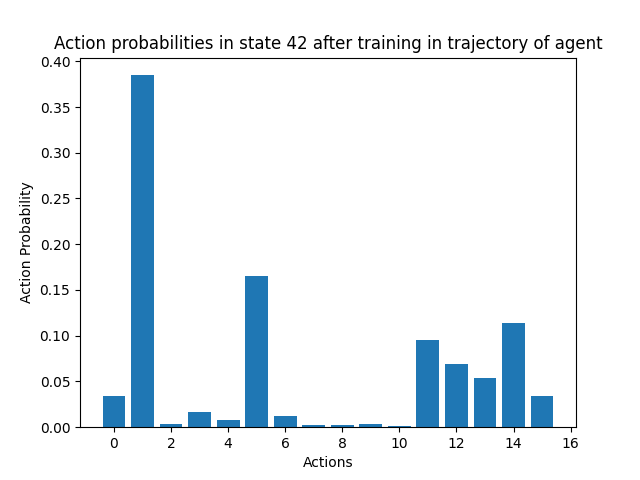 Action probabilities in state 42 after training in trajectory of agent
0.40
0.35
0.30
0.25
0.20
0.15
0.10
0.05
0.00
Action Probability
0 2 4 6 8 10 12 14 16
Actions